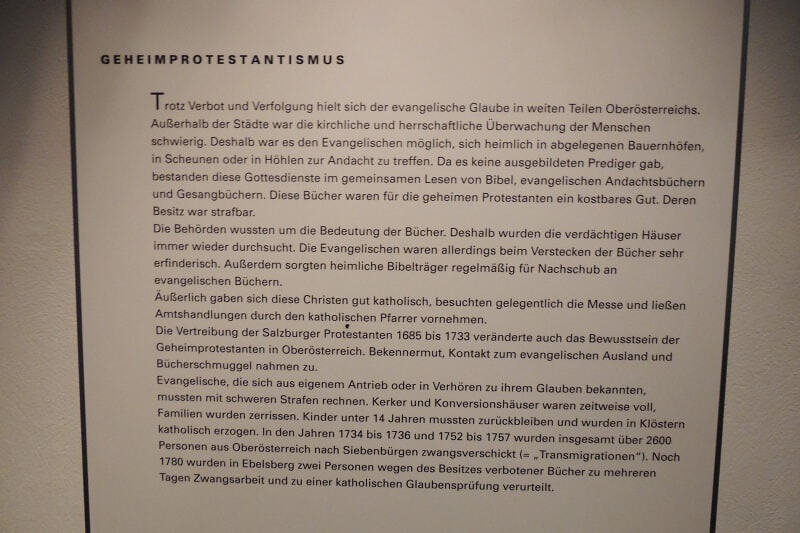 GEHEIMPROTESTANTISMUS
Trotz Verbot und Verfolgung hielt sich der evangelische Glaube in weiten Teilen Oberösterreichs.
Außerhalb der Städte war die kirchliche und herrschaftliche Überwachung der Menschen
schwierig. Deshalb war es den Evangelischen möglich, sich heimlich in abgelegenen Bauernhöfen,
in Scheunen oder in Höhlen zur Andacht zu treffen. Da es keine ausgebildeten Prediger gab,
bestanden diese Gottesdienste im gemeinsamen Lesen von Bibel, evangelischen Andachtsbüchern
und Gesangbüchern. Diese Bücher waren für die geheimen Protestanten ein kostbares Gut. Deren
Besitz war strafbar.
Die Behörden wussten um die Bedeutung der Bücher. Deshalb wurden die verdächtigen Häuser
immer wieder durchsucht. Die Evangelischen waren allerdings beim Verstecken der Bücher sehr
erfinderisch. Außerdem sorgten heimliche Bibelträger regelmäßig für Nachschub an
evangelischen Büchern.
Äußerlich gaben sich diese Christen gut katholisch, besuchten gelegentlich die Messe und ließen
Amtshandlungen durch den katholischen Pfarrer vornehmen.
Die Vertreibung der Salzburger Protestanten 1685 bis 1733 veränderte auch das Bewusstsein der
Geheimprotestanten in Oberösterreich. Bekennermut, Kontakt zum evangelischen Ausland und
Bücherschmuggel nahmen zu.
Evangelische, die sich aus eigenem Antrieb oder in Verhören zu ihrem Glauben bekannten,
mussten mit schweren Strafen rechnen. Kerker und Konversionshäuser waren zeitweise voll,
Familien wurden zerrissen. Kinder unter 14 Jahren mussten zurückbleiben und wurden in Klöstern
katholisch erzogen. In den Jahren 1734 bis 1736 und 1752 bis 1757 wurden insgesamt über 2600
Personen aus Oberösterreich nach Siebenbürgen zwangsverschickt (= „Transmigrationen“). Noch
1780 wurden in Ebelsberg zwei Personen wegen des Besitzes verbotener Bücher zu mehreren
Tagen Zwangsarbeit und zu einer katholischen Glaubensprüfung verurteilt.